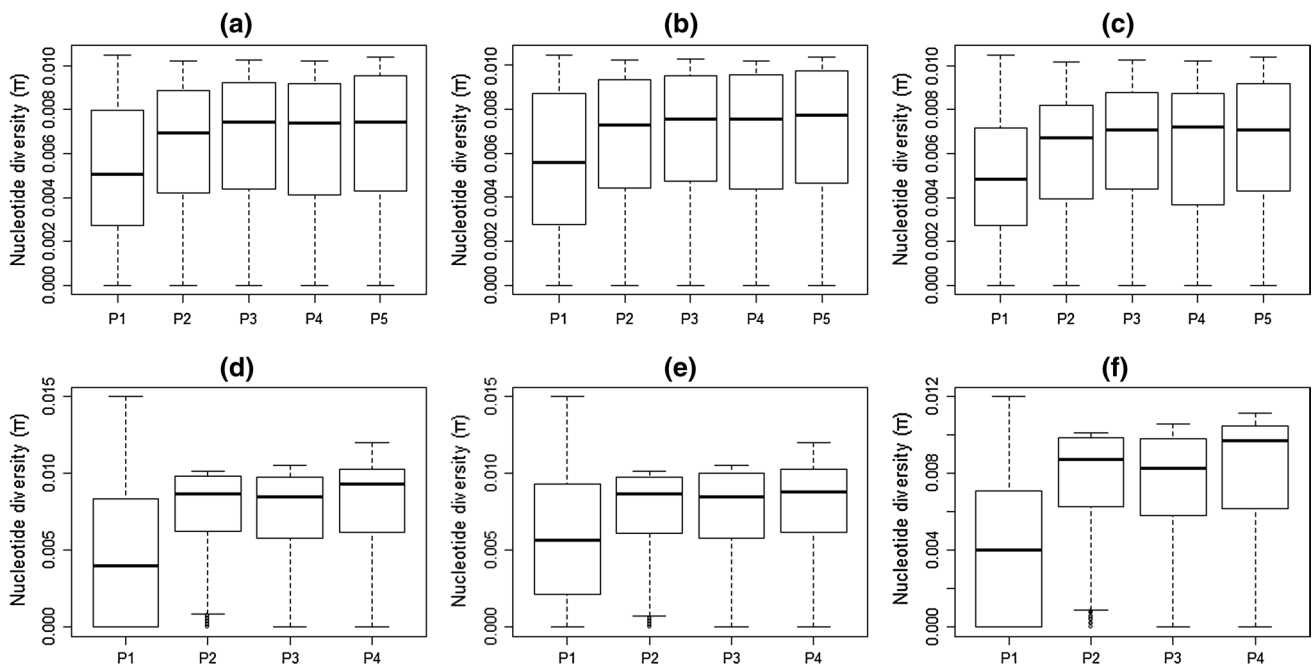 (a)
Nucleotide diversity (π)
0.000 0.002 0.004 0.006 0.008 0.010
P1 P2 P3 P4 P5
(b)
Nucleotide diversity (π)
0.000 0.002 0.004 0.006 0.008 0.010
P1 P2 P3 P4 P5
(c)
Nucleotide diversity (π)
0.000 0.002 0.004 0.006 0.008 0.010
P1 P2 P3 P4 P5
(d)
Nucleotide diversity (π)
0.000 0.005 0.010 0.015
P1 P2 P3 P4
(e)
Nucleotide diversity (π)
0.000 0.005 0.010 0.015
P1 P2 P3 P4
(f)
Nucleotide diversity (π)
0.000 0.004 0.008 0.012
P1 P2 P3 P4